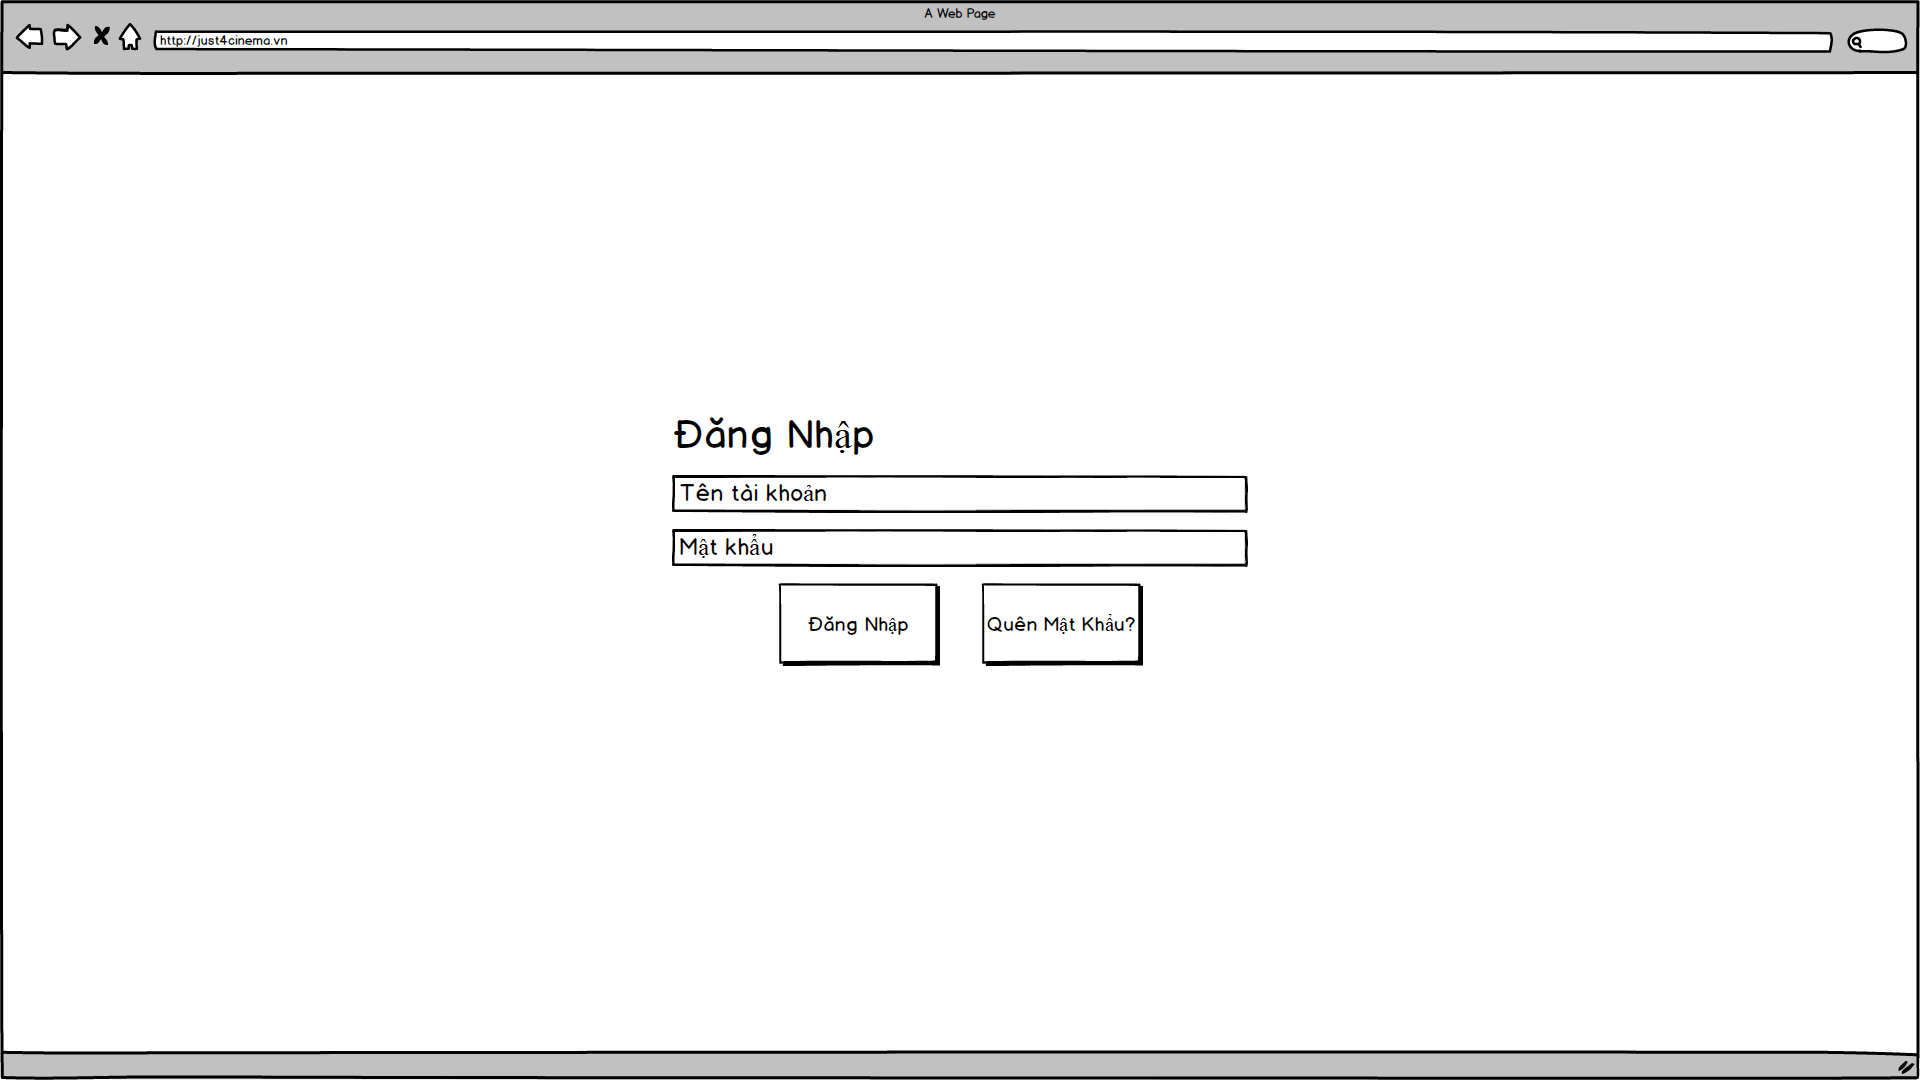 A Web Page
http://just4cinema.vn
Đăng Nhập
Tên tài khoản
Mật khẩu
Đăng Nhập
Quên Mật Khẩu?